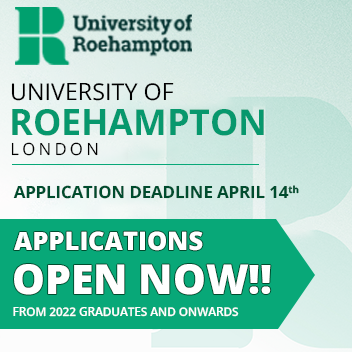 University of
Roehampton
UNIVERSITY OF
ROEHAMPTON
LONDON
APPLICATION DEADLINE APRIL 14th
APPLICATIONS
OPEN NOW!!
FROM 2022 GRADUATES AND ONWARDS